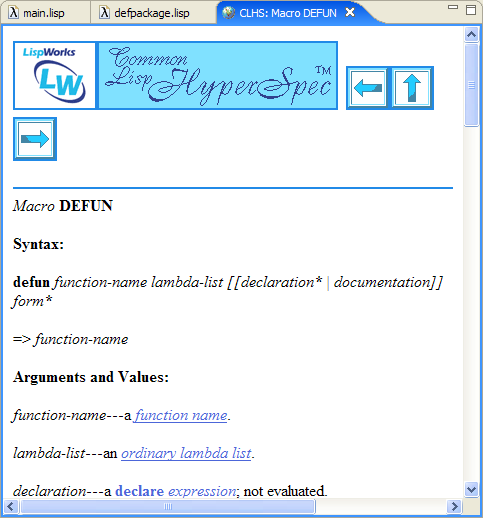 main.lisp defpackage.lisp CLHS: Macro DEFUN
LispWorks
LW
Common
Lisp HyperSpec TM
Macro DEFUN
Syntax:
defun function-name lambda-list [[declaration* | documentation]]
form*
=> function-name
Arguments and Values:
function-name---a function name.
lambda-list---an ordinary lambda list.
declaration---a declare expression; not evaluated.